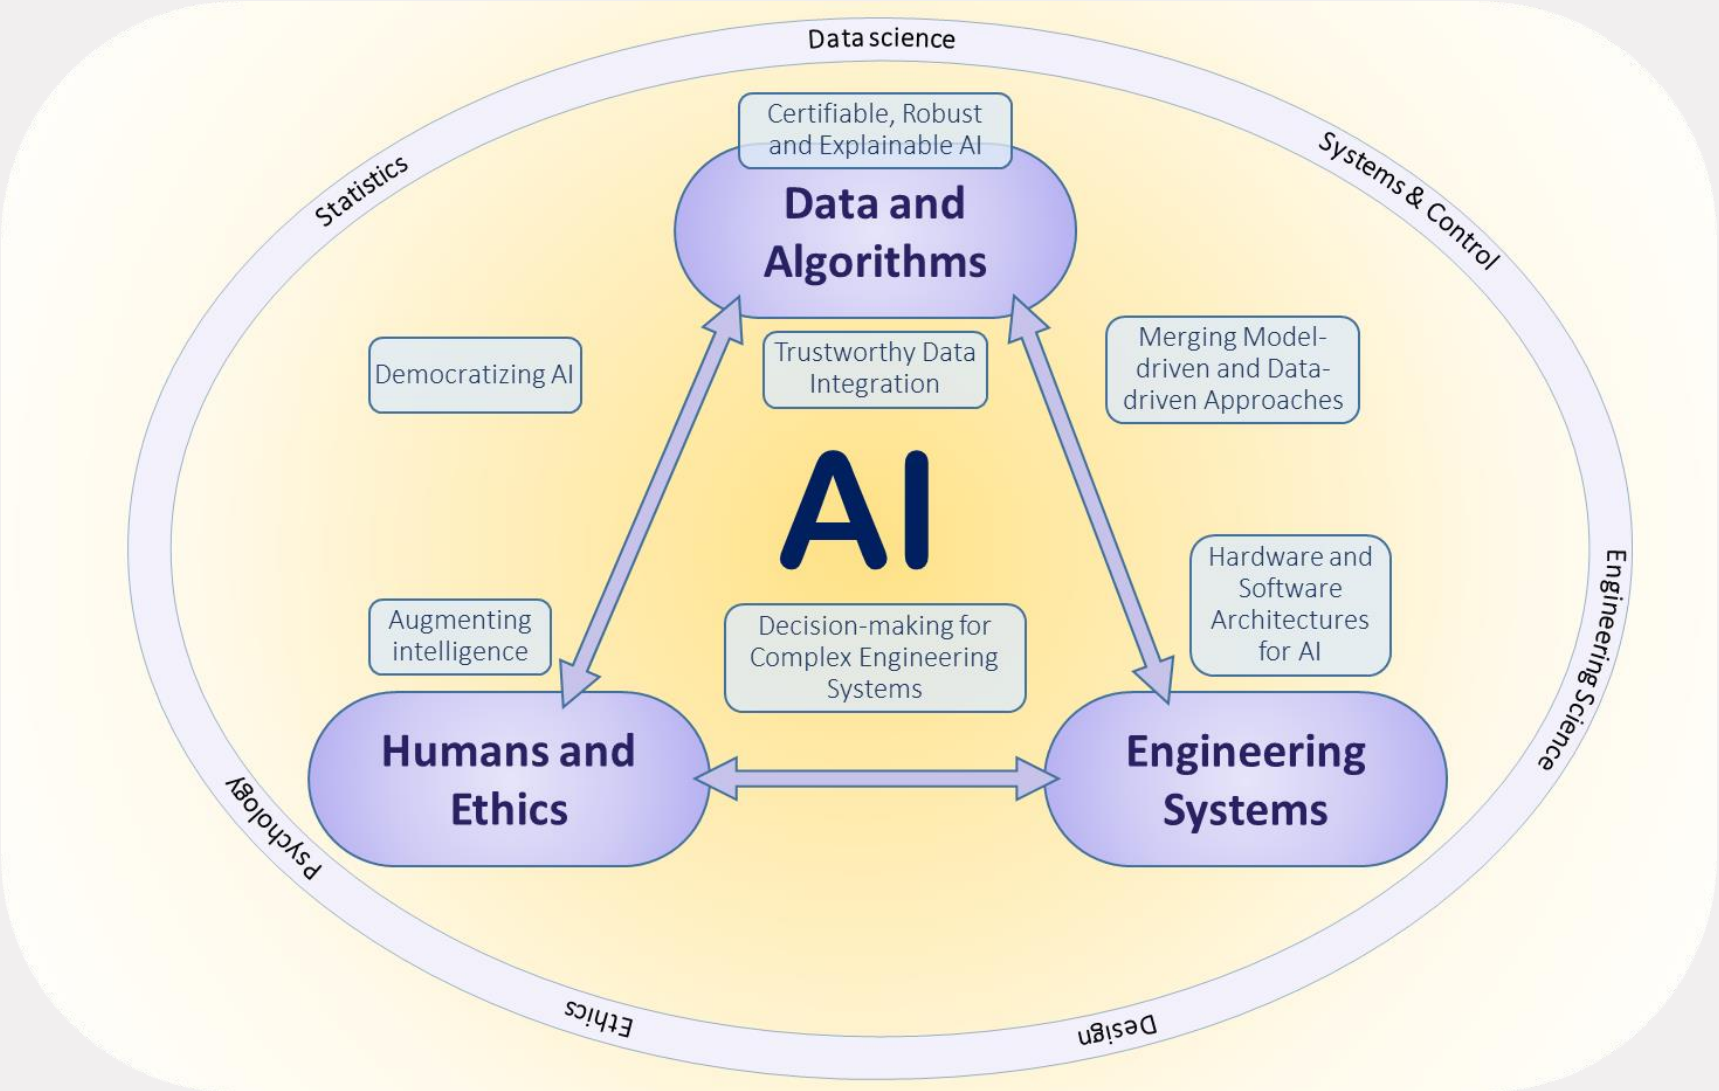 Data science
Systems & Control
Statistics
Certifiable, Robust
and Explainable AI
Data and
Algorithms
Trustworthy Data
Integration
Merging Model-
driven and Data-
driven Approaches
Democratizing AI
AI
Hardware and
Software
Architectures
for AI
Engineering Science
Augmenting
intelligence
Decision-making for
Complex Engineering
Systems
Humans and
Ethics
Engineering
Systems
Psychology
Ethics
Design